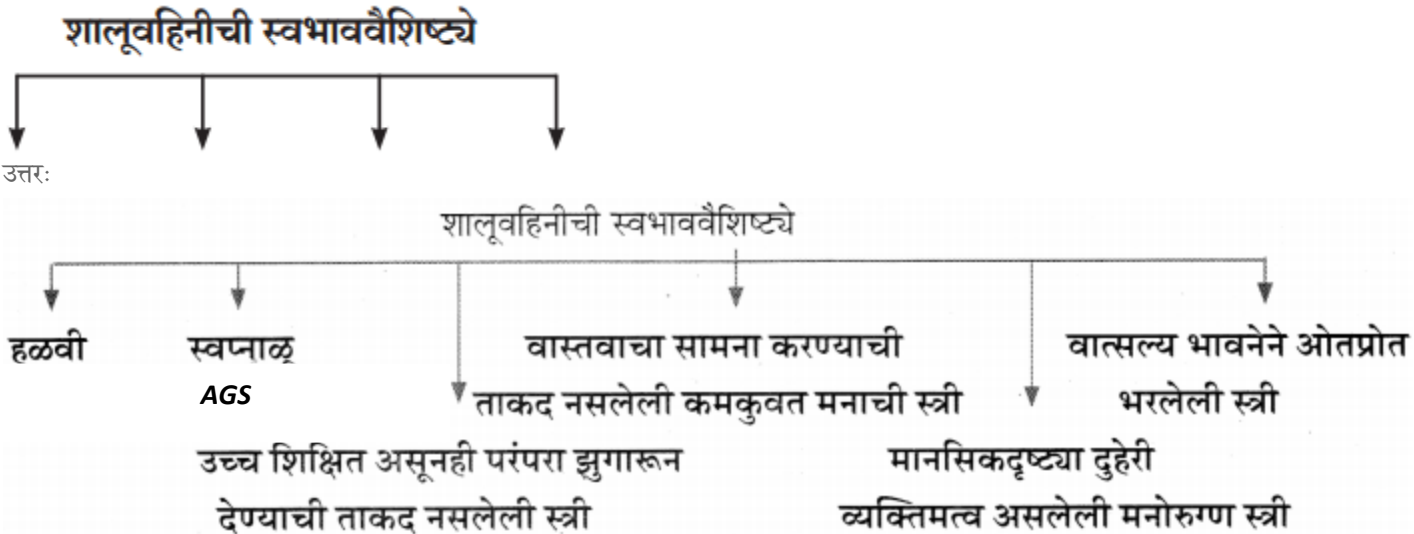 शालूवहिनीची स्वभाववैशिष्ट्ये
उत्तरः
शालूवहिनीची स्वभाववैशिष्ट्ये
हळवी
स्वप्नाळू
AGS
उच्च शिक्षित असूनही परंपरा झुगारून
देण्याची ताकद नसलेली स्त्री
वास्तवाचा सामना करण्याची
ताकद नसलेली कमकुवत मनाची स्त्री
मानसिकदृष्ट्या दुहेरी
व्यक्तिमत्व असलेली मनोरुग्ण स्त्री
वात्सल्य भावनेने ओतप्रोत
भरलेली स्त्री